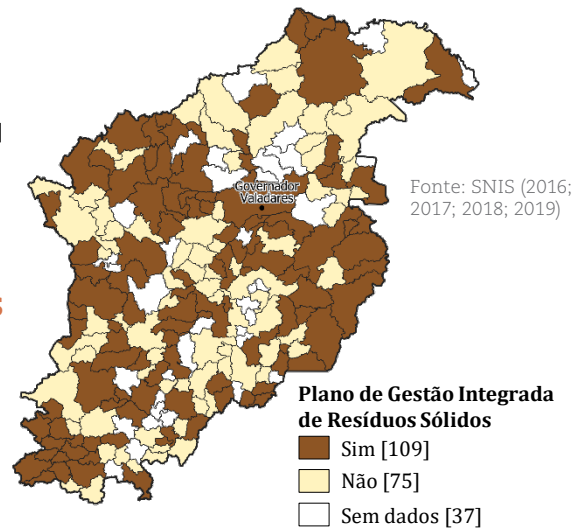 Governador
Valadares
Fonte: SNIS (2016;
2017; 2018; 2019)
Plano de Gestão Integrada
de Resíduos Sólidos
Sim [109]
Não [75]
Sem dados [37]